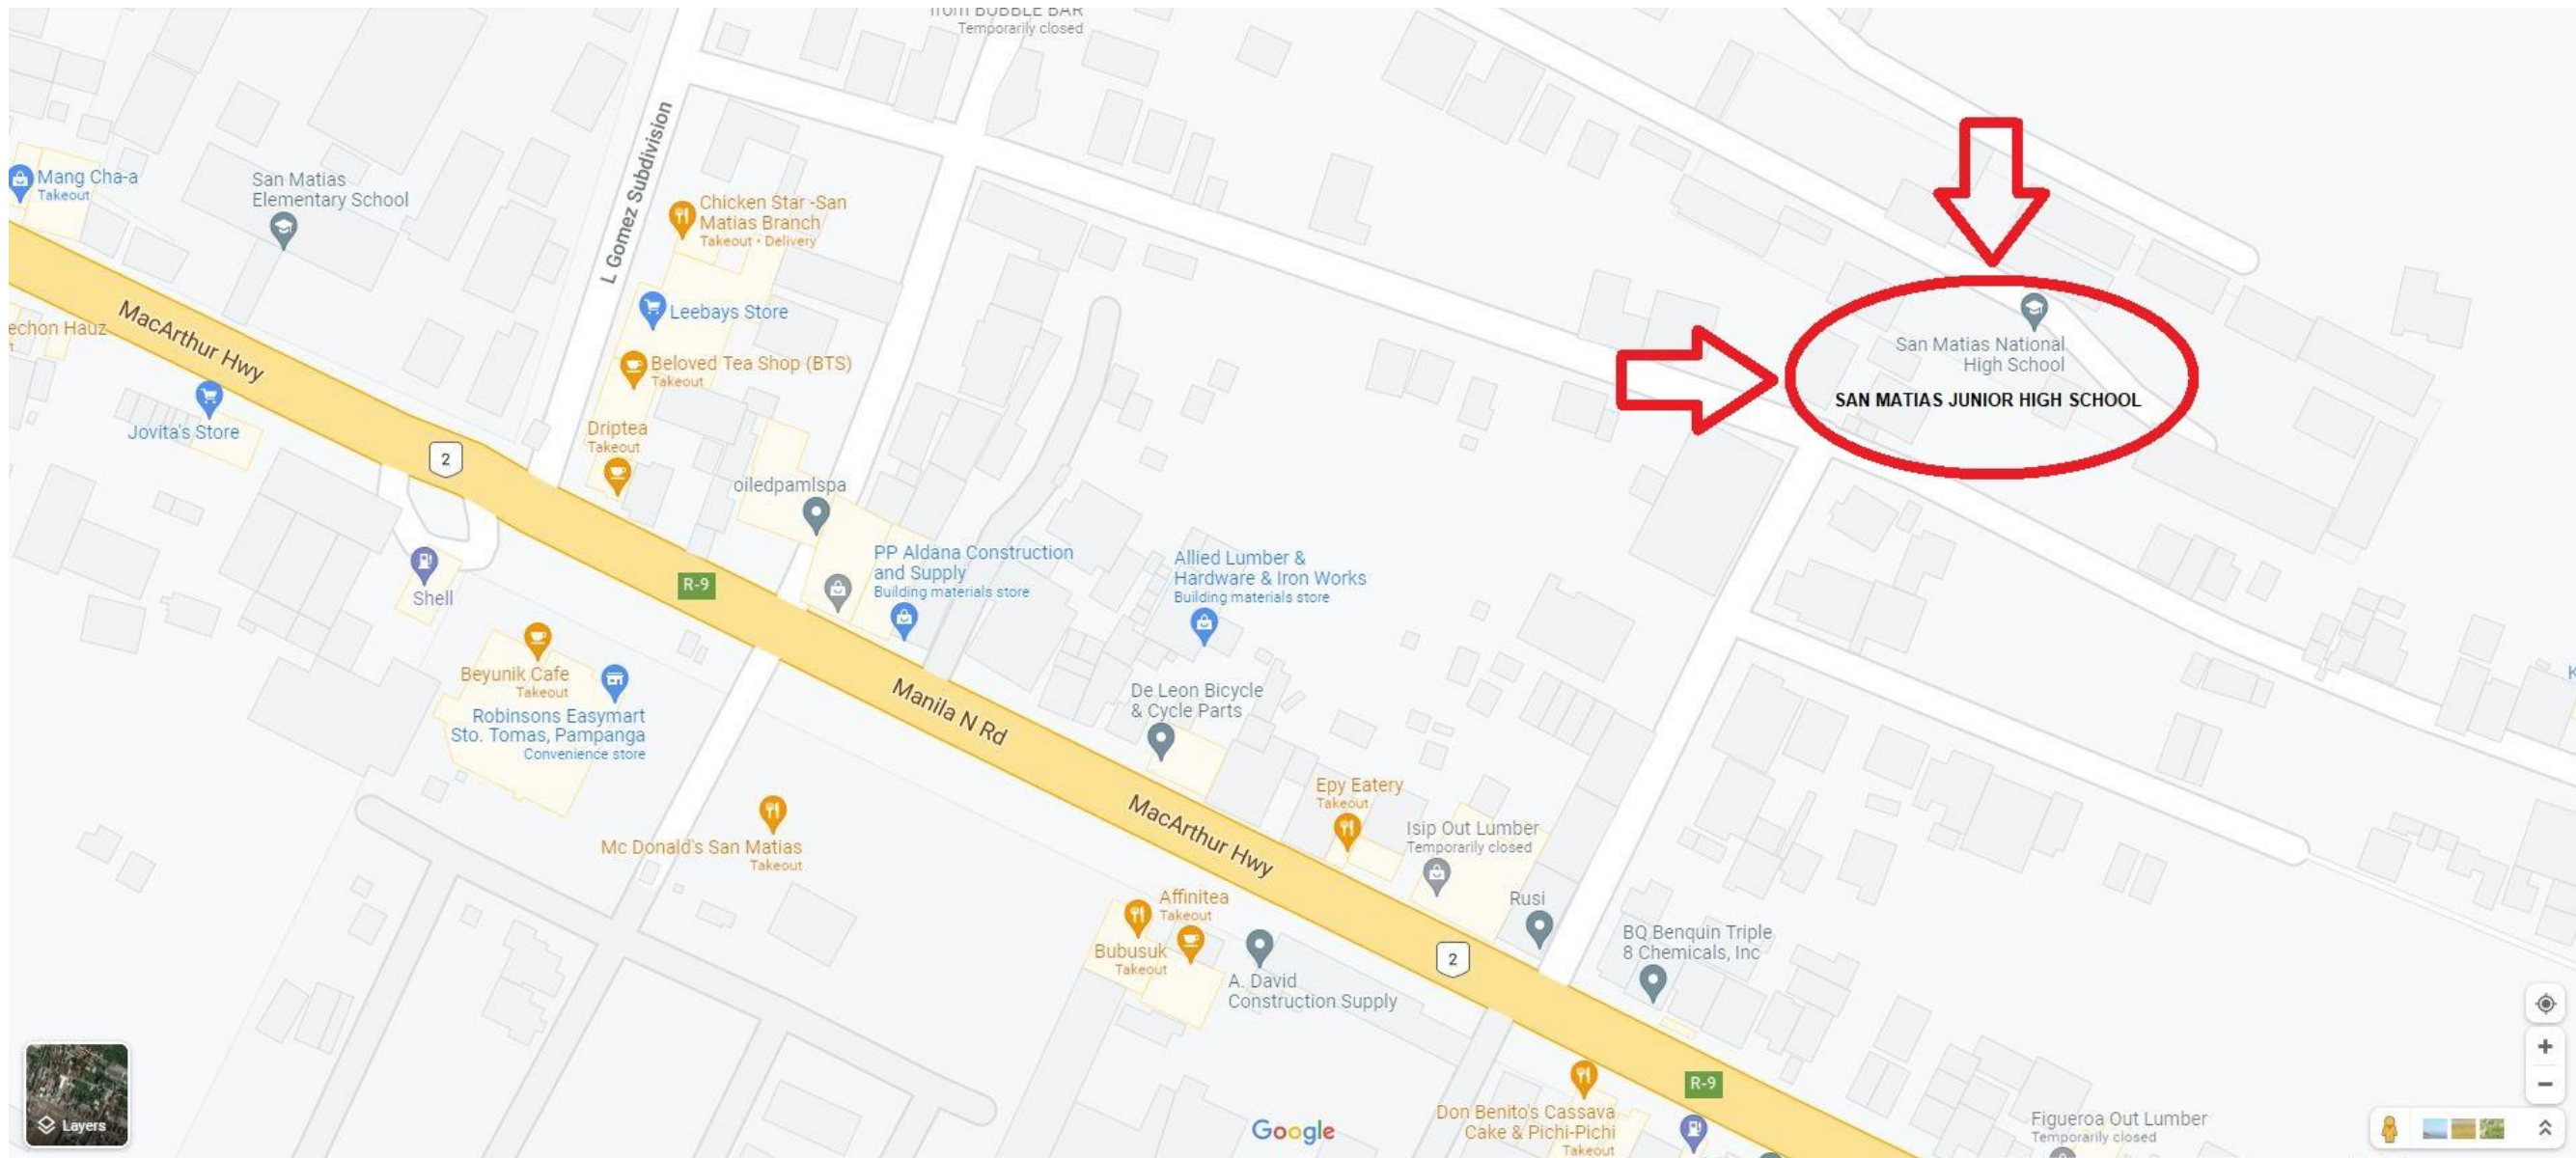 from BUBBLE BAR
Temporarily closed
Mang Cha-a
Takeout
San Matias
Elementary School
L Gomez Subdivision
Chicken Star -San
Matias Branch
Takeout · Delivery
Leebays Store
Beloved Tea Shop (BTS)
Takeout
echon Hauz
MacArthur Hwy
Jovita's Store
2
Driptea
Takeout
oiledpamlspa
San Matias National
High School
SAN MATIAS JUNIOR HIGH SCHOOL
Shell
R-9
PP Aldana Construction
and Supply
Building materials store
Allied Lumber &
Hardware & Iron Works
Building materials store
Beyunik Cafe
Takeout
Robinsons Easymart
Sto. Tomas, Pampanga
Convenience store
Manila N Rd
De Leon Bicycle
& Cycle Parts
Mc Donald's San Matias
Takeout
MacArthur Hwy
Epy Eatery
Takeout
Isip Out Lumber
Temporarily closed
Rusi
Affinitea
Takeout
Bubusuk
Takeout
A. David
Construction Supply
2
BQ Benquin Triple
8 Chemicals, Inc
R-9
Don Benito's Cassava
Cake & Pichi-Pichi
Takeout
Figueroa Out Lumber
Temporarily closed
Layers
Google